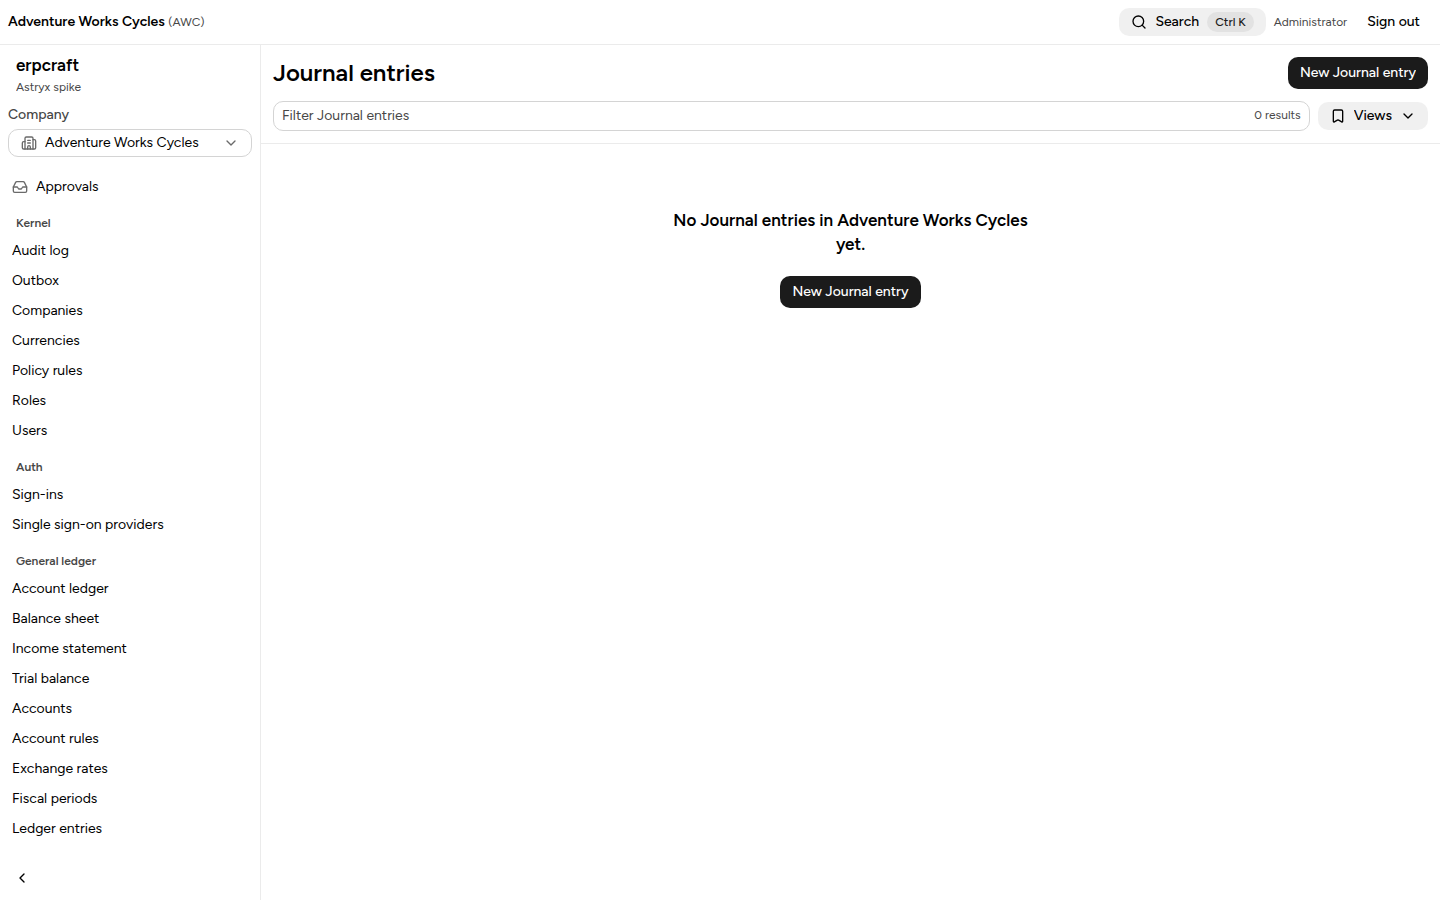 Adventure Works Cycles (AWC)
Search Ctrl K Administrator Sign out
erpcraft
Astryx spike
Company
Adventure Works Cycles
Approvals
Kernel
Audit log
Outbox
Companies
Currencies
Policy rules
Roles
Users
Auth
Sign-ins
Single sign-on providers
General ledger
Account ledger
Balance sheet
Income statement
Trial balance
Accounts
Account rules
Exchange rates
Fiscal periods
Ledger entries
Journal entries
New Journal entry
Filter Journal entries 0 results
Views
No Journal entries in Adventure Works Cycles
yet.
New Journal entry